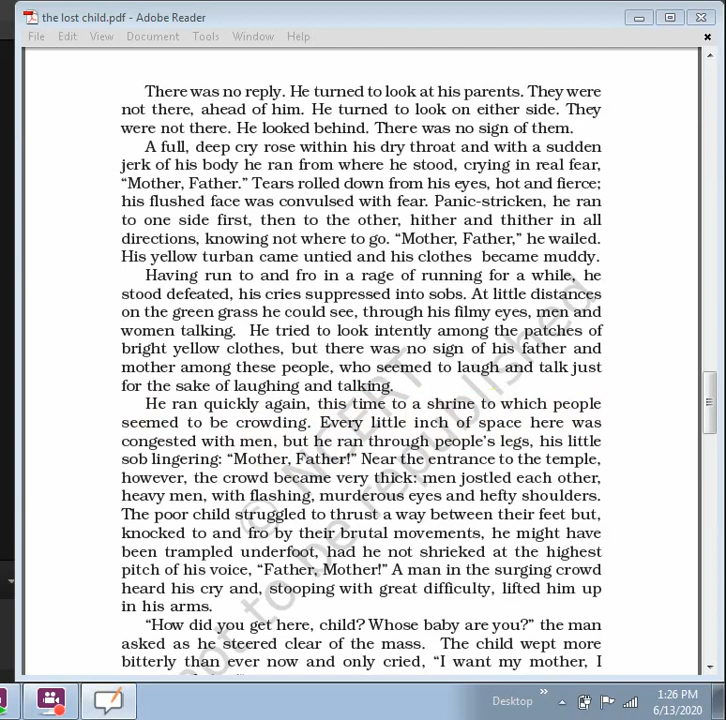 the lost child.pdf - Adobe Reader
File Edit View Document Tools Window Help
There was no reply. He turned to look at his parents. They were
not there, ahead of him. He turned to look on either side. They
were not there. He looked behind. There was no sign of them.
A full, deep cry rose within his dry throat and with a sudden
jerk of his body he ran from where he stood, crying in real fear,
“Mother, Father.” Tears rolled down from his eyes, hot and fierce;
his flushed face was convulsed with fear. Panic-stricken, he ran
to one side first, then to the other, hither and thither in all
directions, knowing not where to go. “Mother, Father,” he wailed.
His yellow turban came untied and his clothes became muddy.
Having run to and fro in a rage of running for a while, he
stood defeated, his cries suppressed into sobs. At little distances
on the green grass he could see, through his filmy eyes, men and
women talking. He tried to look intently among the patches of
bright yellow clothes, but there was no sign of his father and
mother among these people, who seemed to laugh and talk just
for the sake of laughing and talking.
He ran quickly again, this time to a shrine to which people
seemed to be crowding. Every little inch of space here was
congested with men, but he ran through people’s legs, his little
sob lingering: “Mother, Father!” Near the entrance to the temple,
however, the crowd became very thick: men jostled each other,
heavy men, with flashing, murderous eyes and hefty shoulders.
The poor child struggled to thrust a way between their feet but,
knocked to and fro by their brutal movements, he might have
been trampled underfoot, had he not shrieked at the highest
pitch of his voice, “Father, Mother!” A man in the surging crowd
heard his cry and, stooping with great difficulty, lifted him up
in his arms.
“How did you get here, child? Whose baby are you?” the man
asked as he steered clear of the mass. The child wept more
bitterly than ever now and only cried, “I want my mother, I
© NCERT
not to be republished
Desktop
1:26 PM
6/13/2020